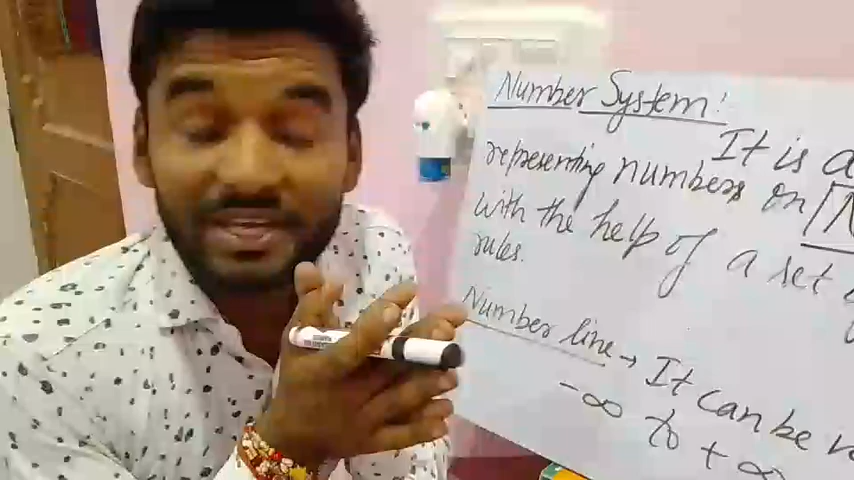 Number System:
It is a
representing numbers on
with the help of a set
rules.
Number line → It can be
-∞ to +∞